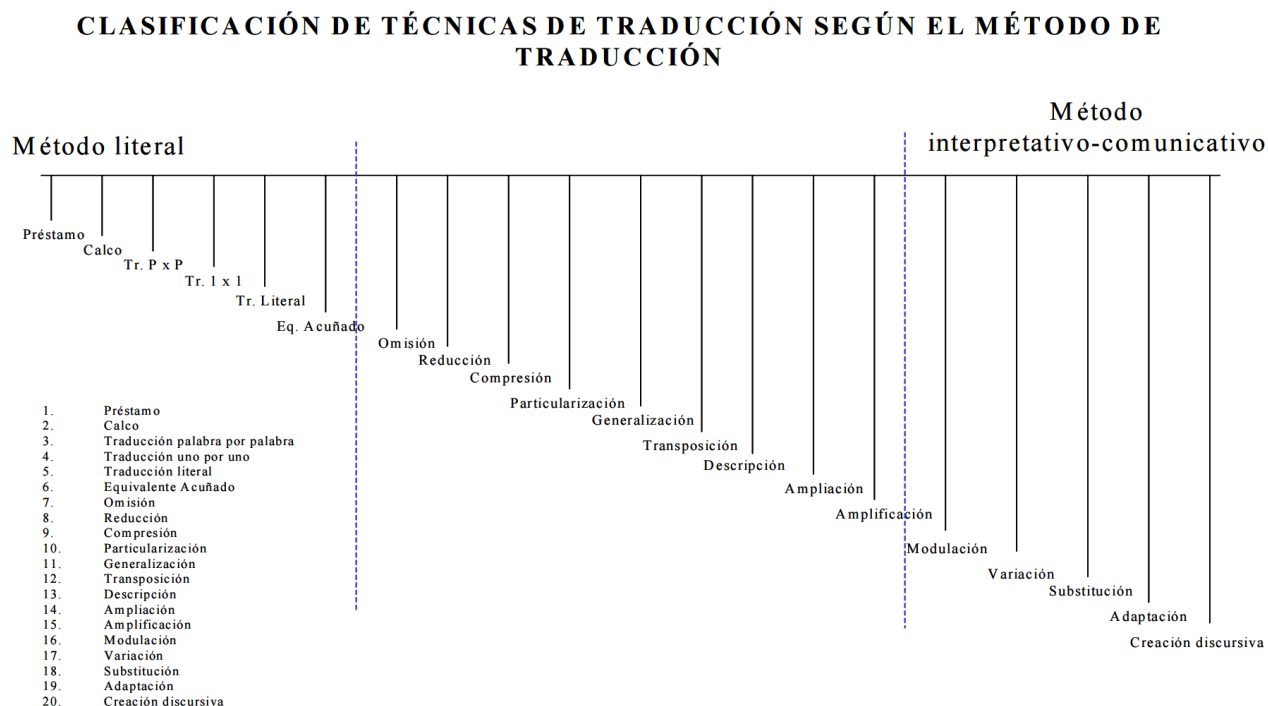 CLASIFICACIÓN DE TÉCNICAS DE TRADUCCIÓN SEGÚN EL MÉTODO DE
TRADUCCIÓN
Método literal
Método
interpretativo-comunicativo
Préstamo
Calco
Tr. P x P
Tr. 1 x 1
Tr. Literal
Eq. Acuñado
Omisión
Reducción
Compresión
Particularización
Generalización
Transposición
Descripción
Ampliación
Amplificación
Modulación
Variación
Substitución
Adaptación
Creación discursiva
1. Préstamo
2. Calco
3. Traducción palabra por palabra
4. Traducción uno por uno
5. Traducción literal
6. Equivalente Acuñado
7. Omisión
8. Reducción
9. Compresión
10. Particularización
11. Generalización
12. Transposición
13. Descripción
14. Ampliación
15. Amplificación
16. Modulación
17. Variación
18. Substitución
19. Adaptación
20. Creación discursiva